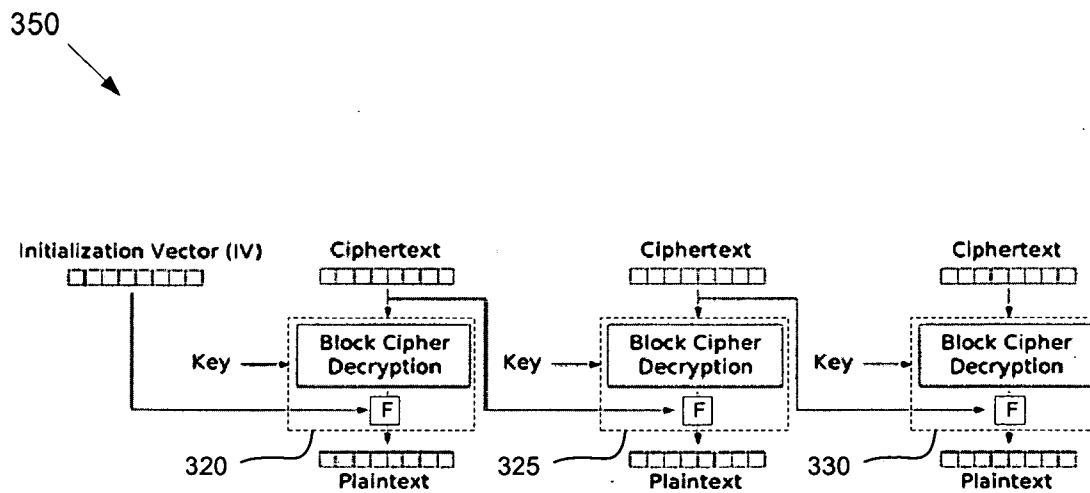 350
Initialization Vector (IV) Ciphertext Ciphertext Ciphertext
Key Block Cipher Decryption Key Block Cipher Decryption Key Block Cipher Decryption
F F F
320 325 330
Plaintext Plaintext Plaintext